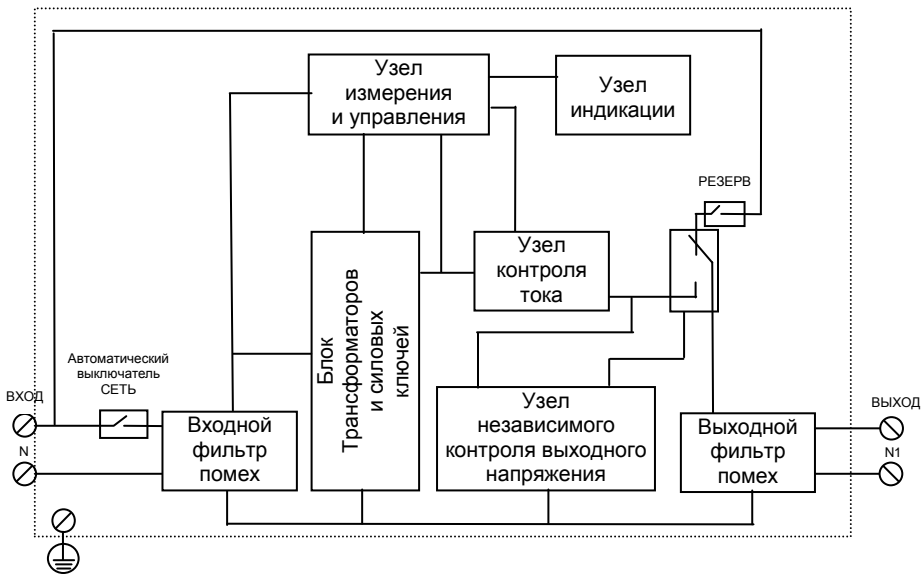 Узел
измерения
и управления
Узел
индикации
РЕЗЕРВ
Узел
контроля
тока
Блок
Трансформаторов
и силовых
ключей
Автоматический
выключатель
СЕТЬ
ВХОД
N
Входной
фильтр
помех
Узел
независимого
контроля выходного
напряжения
Выходной
фильтр
помех
ВЫХОД
N1